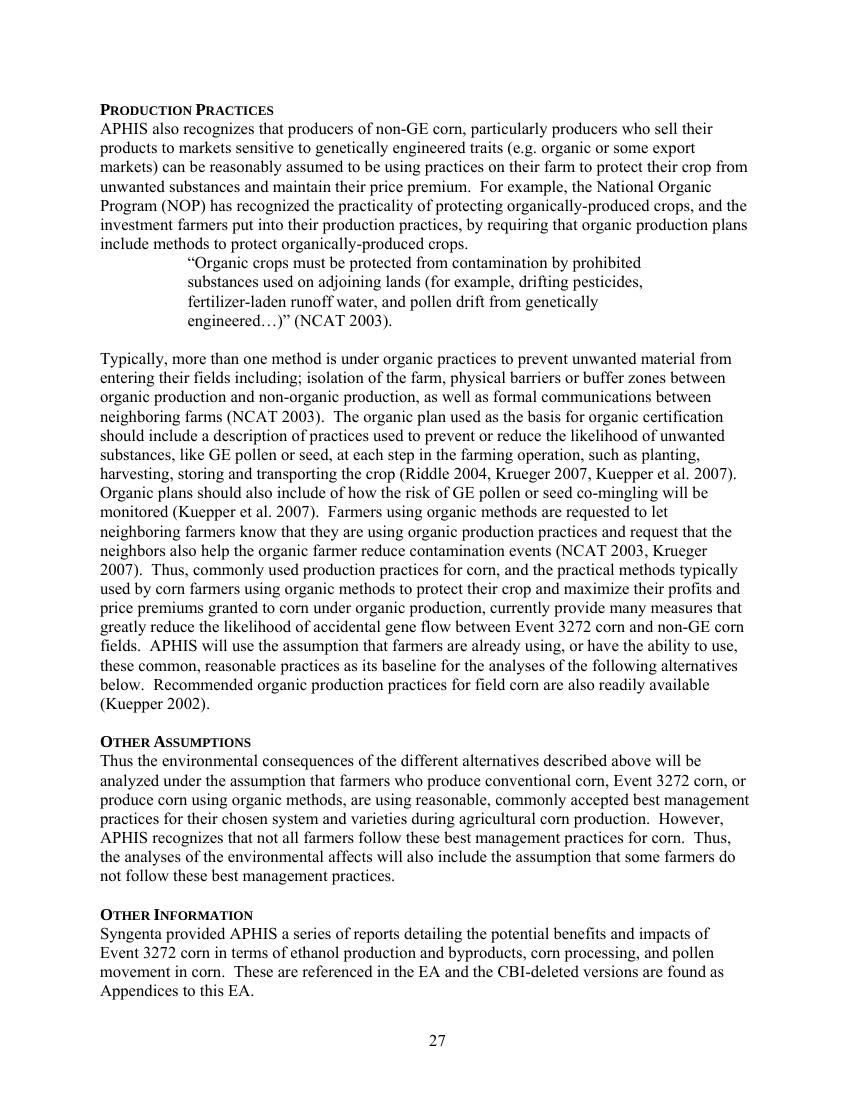 PRODUCTION PRACTICES
APHIS also recognizes that producers of non-GE corn, particularly producers who sell their
products to markets sensitive to genetically engineered traits (e.g. organic or some export
markets) can be reasonably assumed to be using practices on their farm to protect their crop from
unwanted substances and maintain their price premium.  For example, the National Organic
Program (NOP) has recognized the practicality of protecting organically-produced crops, and the
investment farmers put into their production practices, by requiring that organic production plans
include methods to protect organically-produced crops.
“Organic crops must be protected from contamination by prohibited
substances used on adjoining lands (for example, drifting pesticides,
fertilizer-laden runoff water, and pollen drift from genetically
engineered…)” (NCAT 2003).
Typically, more than one method is under organic practices to prevent unwanted material from
entering their fields including; isolation of the farm, physical barriers or buffer zones between
organic production and non-organic production, as well as formal communications between
neighboring farms (NCAT 2003).  The organic plan used as the basis for organic certification
should include a description of practices used to prevent or reduce the likelihood of unwanted
substances, like GE pollen or seed, at each step in the farming operation, such as planting,
harvesting, storing and transporting the crop (Riddle 2004, Krueger 2007, Kuepper et al. 2007).
Organic plans should also include of how the risk of GE pollen or seed co-mingling will be
monitored (Kuepper et al. 2007).  Farmers using organic methods are requested to let
neighboring farmers know that they are using organic production practices and request that the
neighbors also help the organic farmer reduce contamination events (NCAT 2003, Krueger
2007).  Thus, commonly used production practices for corn, and the practical methods typically
used by corn farmers using organic methods to protect their crop and maximize their profits and
price premiums granted to corn under organic production, currently provide many measures that
greatly reduce the likelihood of accidental gene flow between Event 3272 corn and non-GE corn
fields.  APHIS will use the assumption that farmers are already using, or have the ability to use,
these common, reasonable practices as its baseline for the analyses of the following alternatives
below.  Recommended organic production practices for field corn are also readily available
(Kuepper 2002).
OTHER ASSUMPTIONS
Thus the environmental consequences of the different alternatives described above will be
analyzed under the assumption that farmers who produce conventional corn, Event 3272 corn, or
produce corn using organic methods, are using reasonable, commonly accepted best management
practices for their chosen system and varieties during agricultural corn production.  However,
APHIS recognizes that not all farmers follow these best management practices for corn.  Thus,
the analyses of the environmental affects will also include the assumption that some farmers do
not follow these best management practices.
OTHER INFORMATION
Syngenta provided APHIS a series of reports detailing the potential benefits and impacts of
Event 3272 corn in terms of ethanol production and byproducts, corn processing, and pollen
movement in corn.  These are referenced in the EA and the CBI-deleted versions are found as
Appendices to this EA.
27